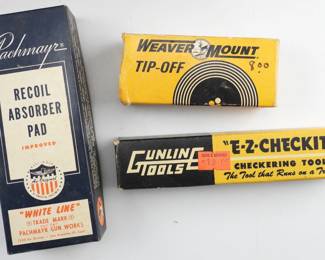 Pachmayr
RECOIL
ABSORBER
PAD
IMPROVED
"WHITE LINE"
TRADE MARK
PACHMAYR GUN WORKS
WEAVER MOUNT
TIP-OFF
8.00
GUNLINE
TOOLS
"E-Z-CHECKIT
CHECKERING TOOL
The Tool that Runs on a